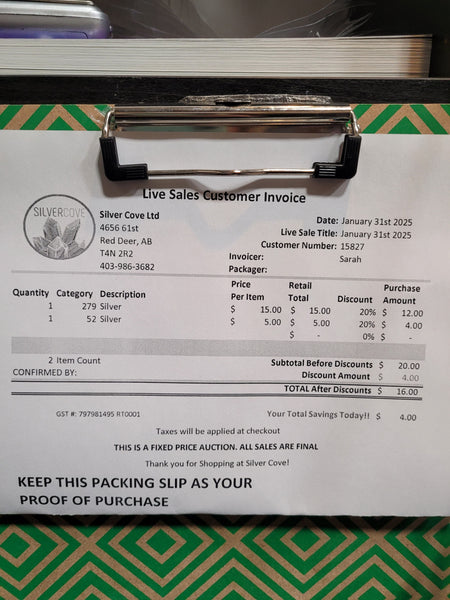 Live Sales Customer Invoice
SILVERCOVE
Silver Cove Ltd
4656 61st
Red Deer, AB
T4N 2R2
403-986-3682
Date: January 31st 2025
Live Sale Title: January 31st 2025
Customer Number: 15827
Invoicer: Sarah
Packager:
Quantity Category Description Price Per Item Retail Total Discount Purchase Amount
1 279 Silver $ 15.00 $ 15.00 20% $ 12.00
1 52 Silver $ 5.00 $ 5.00 20% $ 4.00
$ - 0% $ -
2 Item Count
Subtotal Before Discounts $ 20.00
CONFIRMED BY:
Discount Amount $ 4.00
TOTAL After Discounts $ 16.00
GST #: 797981495 RT0001
Your Total Savings Today!! $ 4.00
Taxes will be applied at checkout
THIS IS A FIXED PRICE AUCTION. ALL SALES ARE FINAL
Thank you for Shopping at Silver Cove!
KEEP THIS PACKING SLIP AS YOUR
PROOF OF PURCHASE